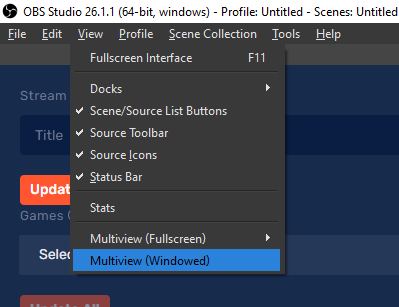 OBS Studio 26.1.1 (64-bit, windows) - Profile: Untitled - Scenes: Untitled
File Edit View Profile Scene Collection Tools Help
Fullscreen Interface F11
Stream
Docks
Scene/Source List Buttons
Title
Source Toolbar
Source Icons
Status Bar
Updat
Stats
Games (
Multiview (Fullscreen)
Selec
Multiview (Windowed)
Update All